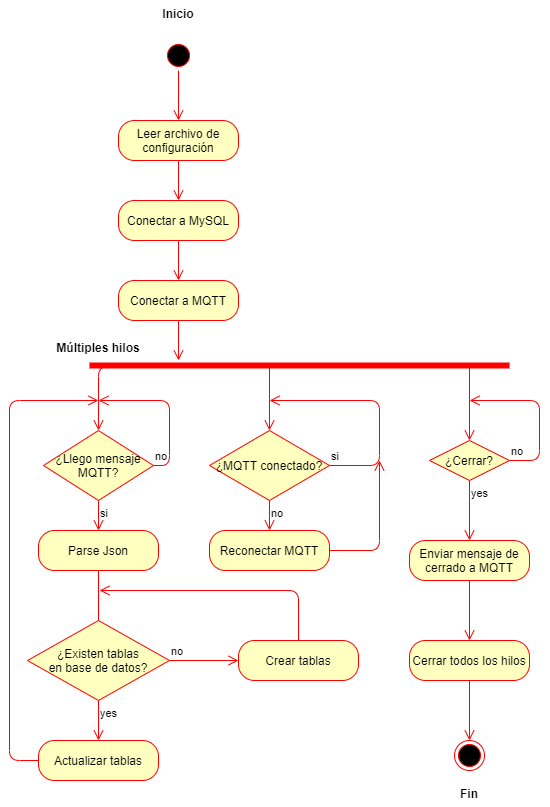 Inicio
Leer archivo de
configuración
Conectar a MySQL
Conectar a MQTT
Múltiples hilos
¿Llego mensaje
MQTT?
no
si
Parse Json
¿Existen tablas
en base de datos?
no
Crear tablas
yes
Actualizar tablas
¿MQTT conectado?
si
no
Reconectar MQTT
¿Cerrar?
no
yes
Enviar mensaje de
cerrado a MQTT
Cerrar todos los hilos
Fin